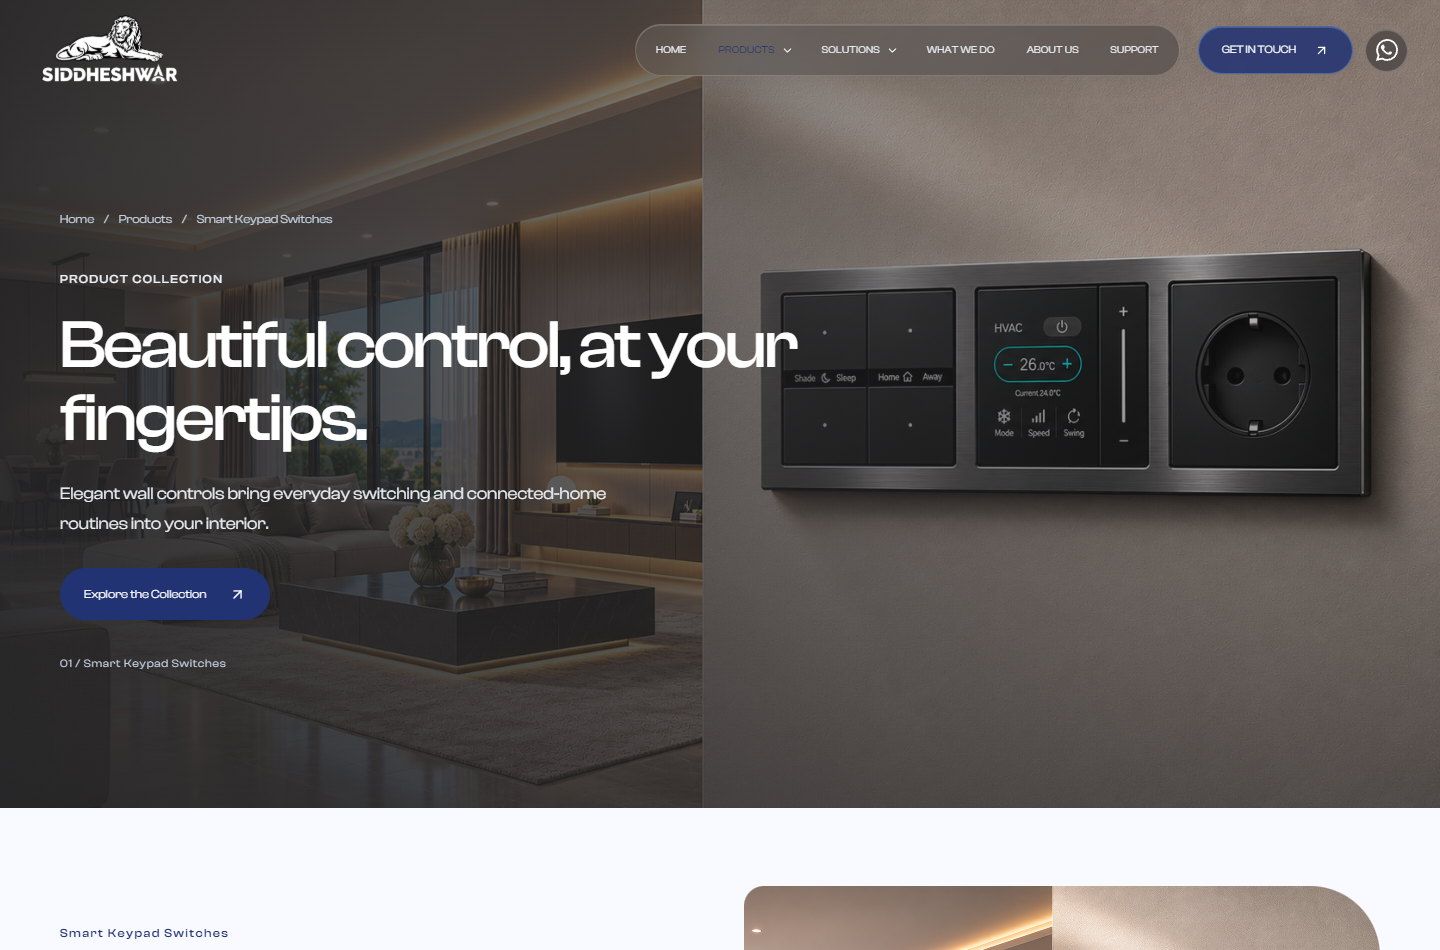 SIDDHESHWAR
HOME PRODUCTS SOLUTIONS WHAT WE DO ABOUT US SUPPORT GET IN TOUCH
Home / Products / Smart Keypad Switches
PRODUCT COLLECTION
Beautiful control, at your
fingertips.
Elegant wall controls bring everyday switching and connected-home
routines into your interior.
Explore the Collection
01 / Smart Keypad Switches
Shade Sleep Home Away
HVAC
− 26.0°C +
Current 24.0°C
Mode Speed Swing
+
−
Smart Keypad Switches